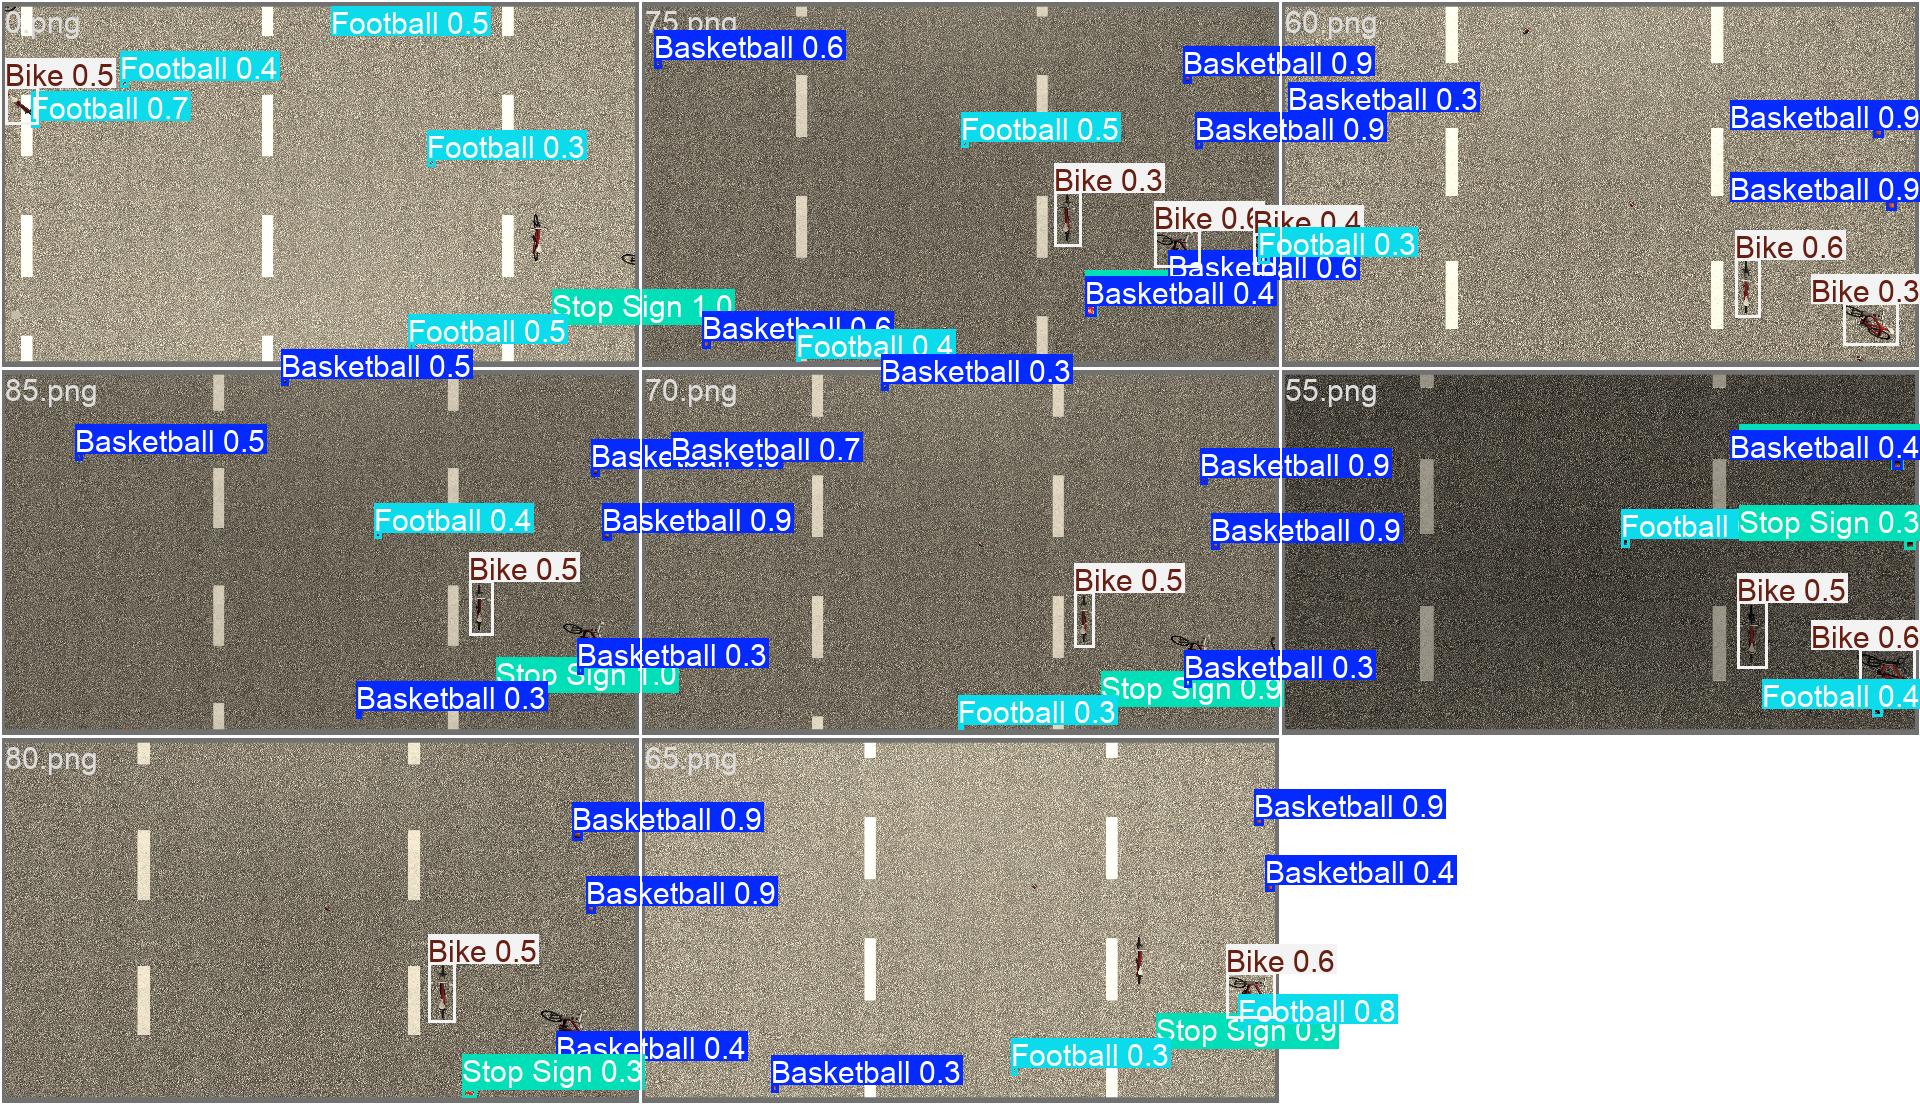 0.png
Football 0.5
Football 0.4
Bike 0.5
Football 0.7
Football 0.3
Stop Sign 1.0
Football 0.5
75.png
Basketball 0.6
Basketball 0.9
Football 0.5
Basketball 0.9
Bike 0.3
Bike 0.6
Bike 0.4
Football 0.3
Basketball 0.6
Basketball 0.4
Basketball 0.6
Football 0.4
60.png
Basketball 0.3
Basketball 0.9
Basketball 0.9
Bike 0.6
Bike 0.3
85.png
Basketball 0.5
Basketball 0.5
Basketball 0.9
Football 0.4
Basketball 0.9
Bike 0.5
Basketball 0.3
Stop Sign 1.0
Basketball 0.3
70.png
Basketball 0.3
Basketball 0.7
Basketball 0.9
Basketball 0.9
Bike 0.5
Basketball 0.3
Stop Sign 0.9
Football 0.3
55.png
Basketball 0.4
Football
Stop Sign 0.3
Bike 0.5
Bike 0.6
Football 0.4
80.png
Basketball 0.9
Basketball 0.9
Bike 0.5
Basketball 0.4
Stop Sign 0.3
65.png
Basketball 0.9
Basketball 0.4
Bike 0.6
Football 0.8
Stop Sign 0.9
Football 0.3
Basketball 0.3